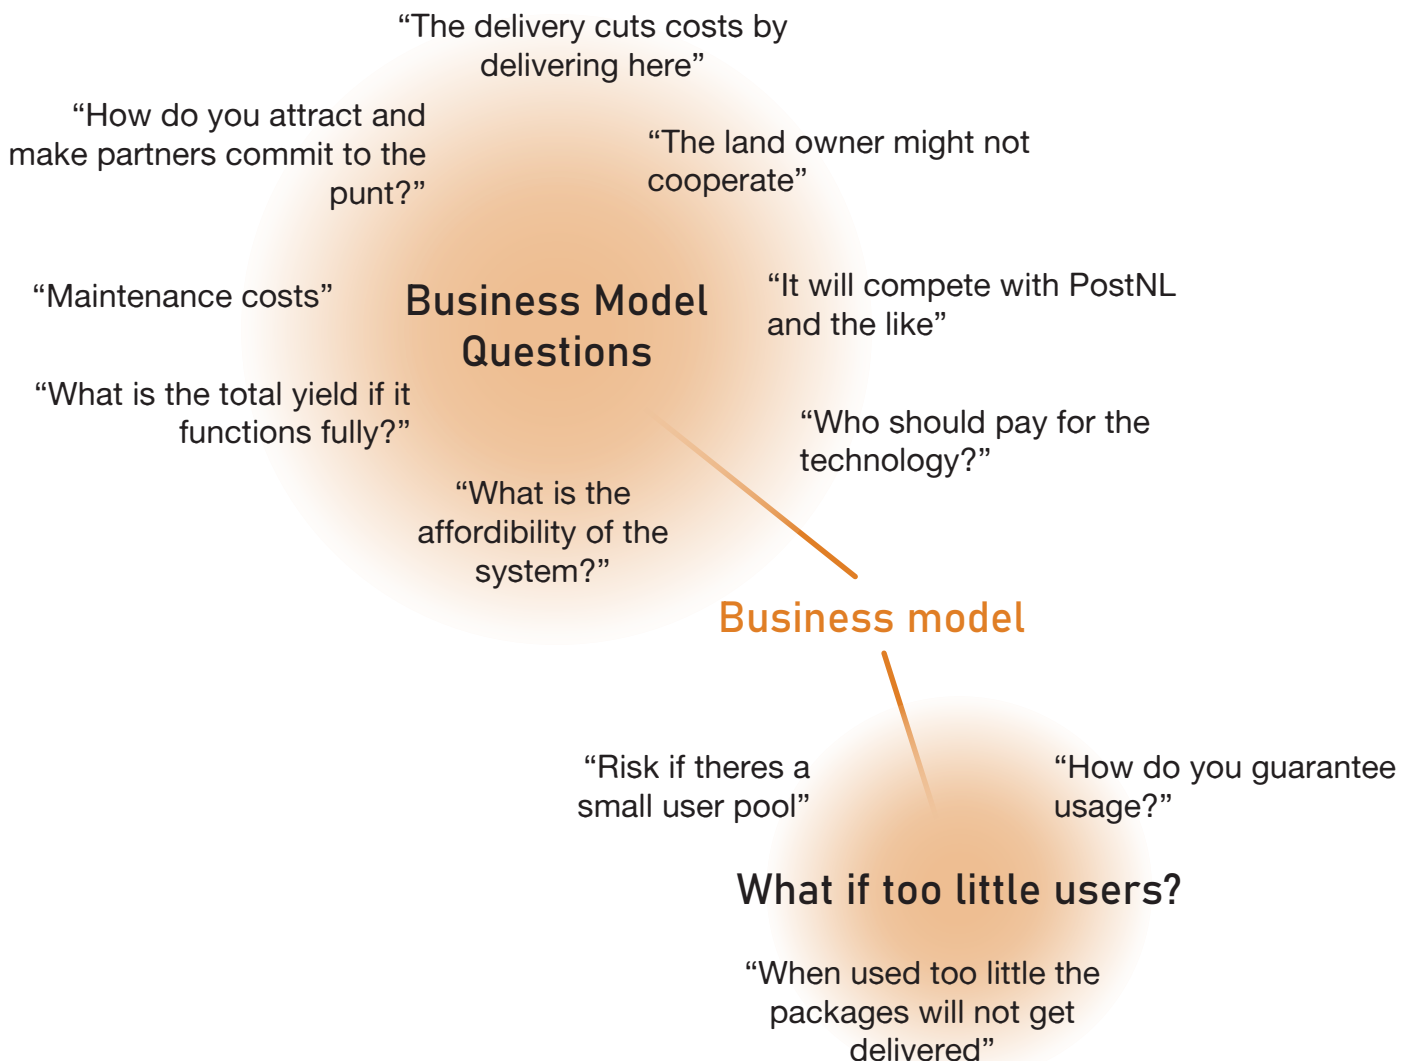 “The delivery cuts costs by
delivering here”
“How do you attract and
make partners commit to the
punt?”
“The land owner might not
cooperate”
“Maintenance costs”
Business Model
Questions
“It will compete with PostNL
and the like”
“What is the total yield if it
functions fully?”
“Who should pay for the
technology?”
“What is the
affordibility of the
system?”
Business model
“Risk if theres a
small user pool”
“How do you guarantee
usage?”
What if too little users?
“When used too little the
packages will not get
delivered”